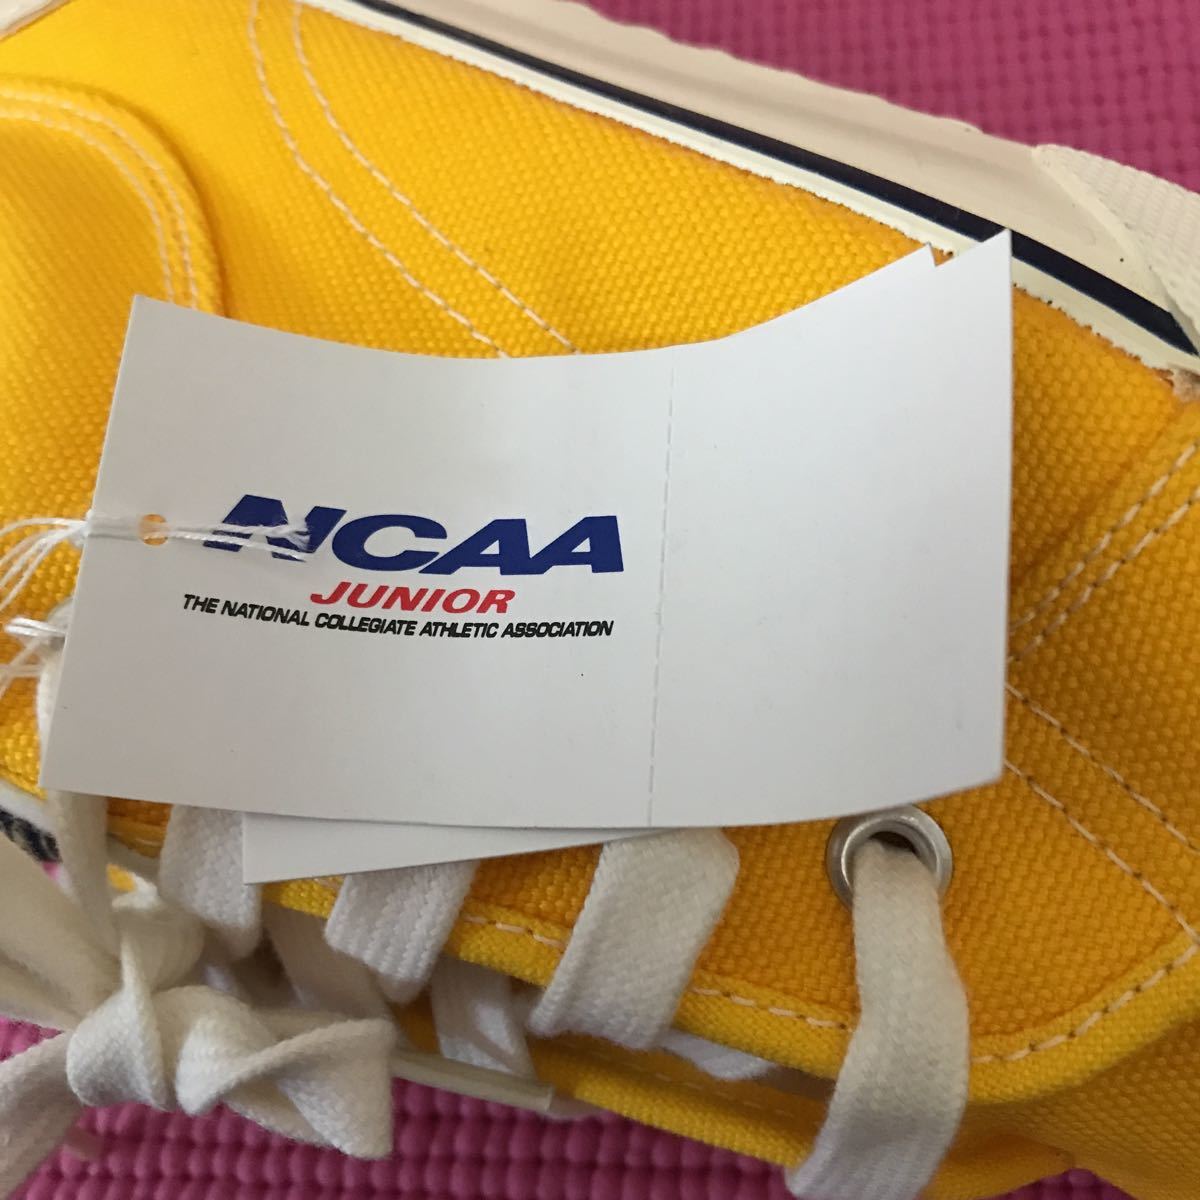 NCAA
JUNIOR
THE NATIONAL COLLEGIATE ATHLETIC ASSOCIATION